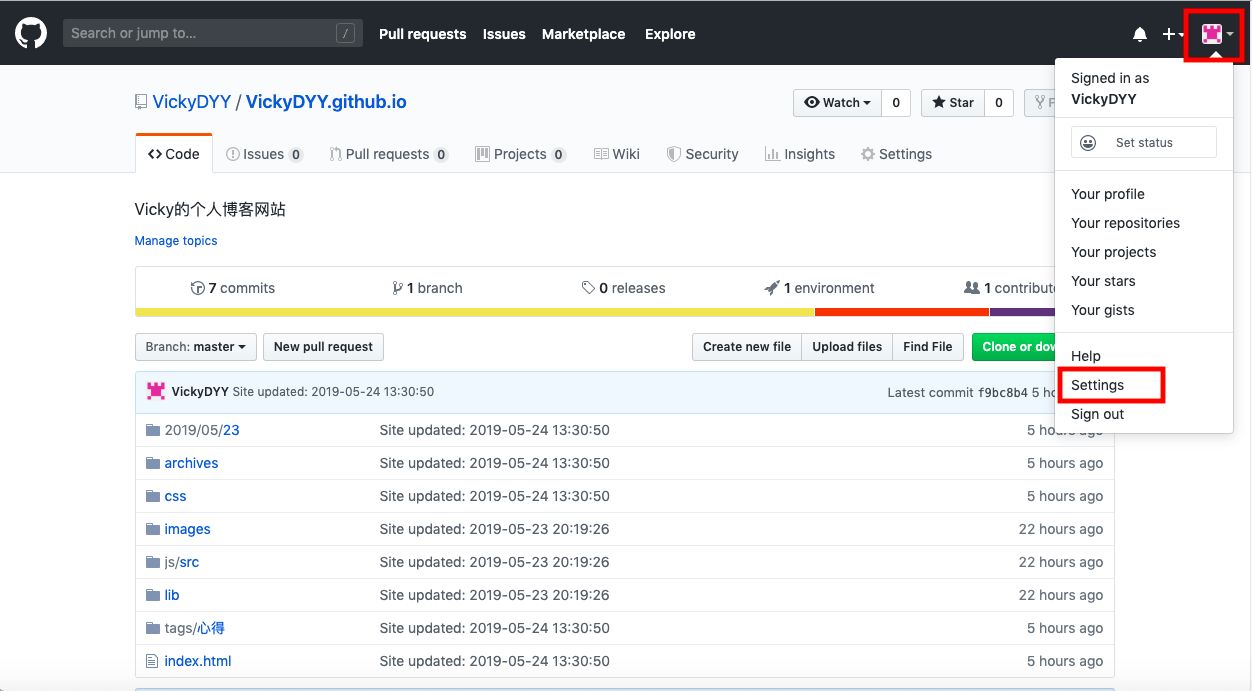 Search or jump to... / Pull requests Issues Marketplace Explore
Signed in as
VickyDYY
Set status
Your profile
Your repositories
Your projects
Your stars
Your gists
Help
Settings
Sign out
VickyDYY / VickyDYY.github.io Watch 0 Star 0 F
Code Issues 0 Pull requests 0 Projects 0 Wiki Security Insights Settings
Vicky的个人博客网站
Manage topics
7 commits 1 branch 0 releases 1 environment 1 contribut
Branch: master New pull request Create new file Upload files Find File Clone or dow
VickyDYY Site updated: 2019-05-24 13:30:50 Latest commit f9bc8b4 5 ho
2019/05/23 Site updated: 2019-05-24 13:30:50 5 hours ago
archives Site updated: 2019-05-24 13:30:50 5 hours ago
css Site updated: 2019-05-24 13:30:50 5 hours ago
images Site updated: 2019-05-23 20:19:26 22 hours ago
js/src Site updated: 2019-05-23 20:19:26 22 hours ago
lib Site updated: 2019-05-23 20:19:26 22 hours ago
tags/心得 Site updated: 2019-05-24 13:30:50 5 hours ago
index.html Site updated: 2019-05-24 13:30:50 5 hours ago